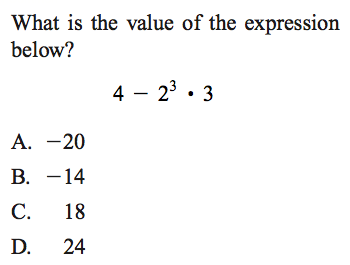 What is the value of the expression
below?
4 − 2³ • 3
A. −20
B. −14
C. 18
D. 24